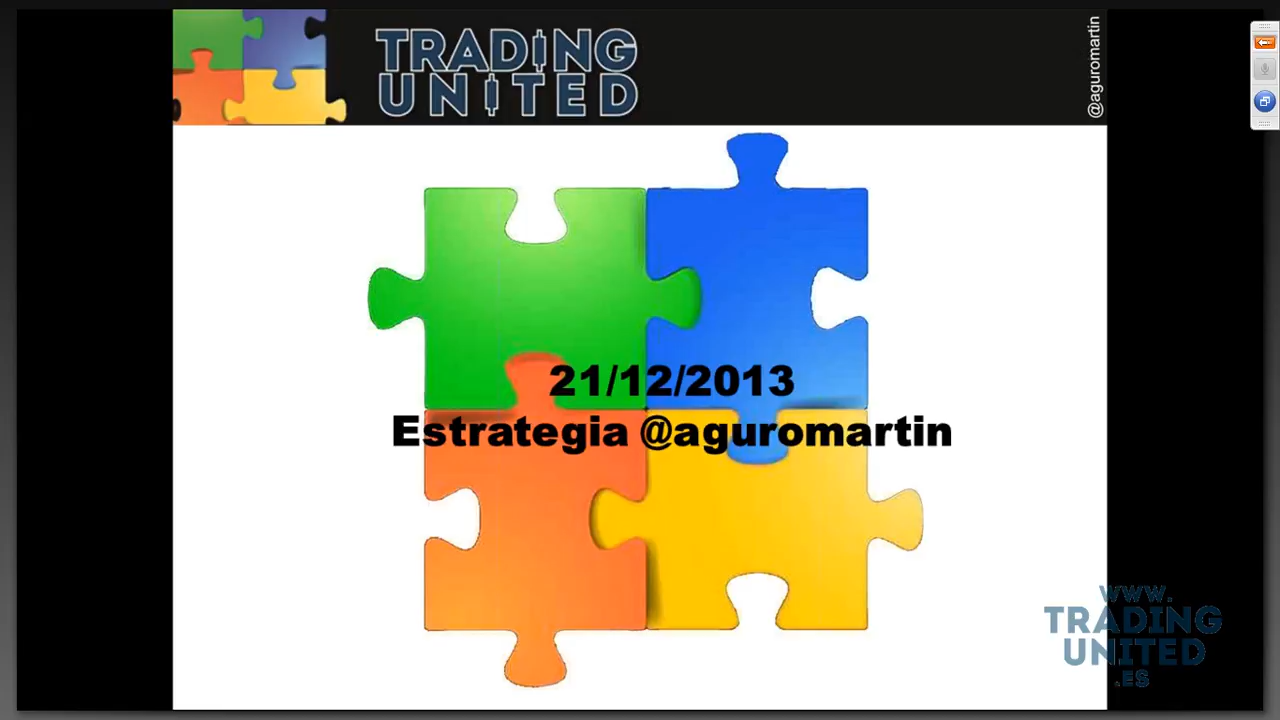 TRADING
UNITED
@aguromartin
21/12/2013
Estrategia @aguromartin
WWW.
TRADING
UNITED
.ES